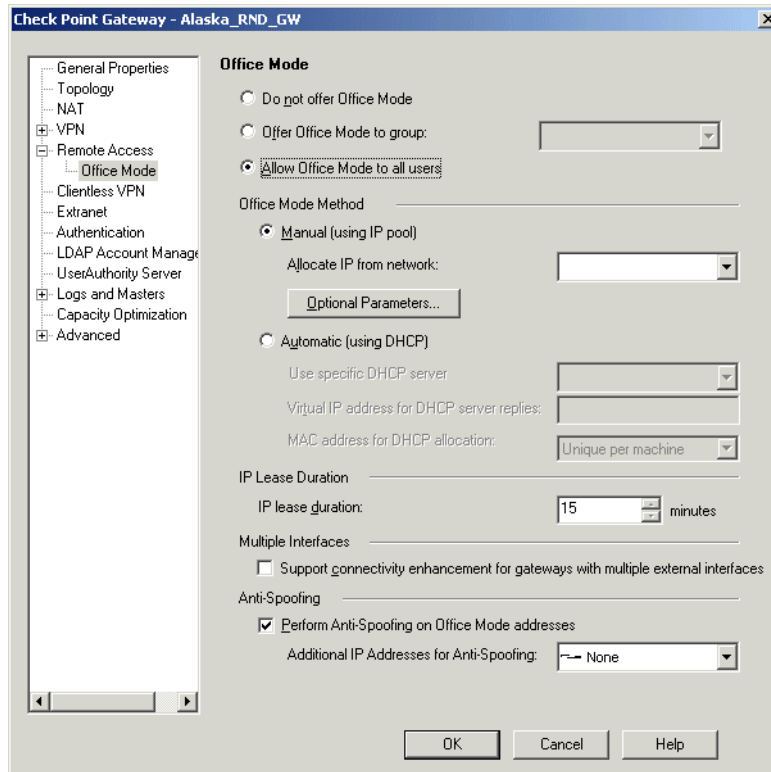 Check Point Gateway - Alaska_RND_GW
General Properties
Topology
NAT
VPN
Remote Access
Office Mode
Clientless VPN
Extranet
Authentication
LDAP Account Manage
UserAuthority Server
Logs and Masters
Capacity Optimization
Advanced
Office Mode
Do not offer Office Mode
Offer Office Mode to group:
Allow Office Mode to all users
Office Mode Method
Manual (using IP pool)
Allocate IP from network:
Optional Parameters...
Automatic (using DHCP)
Use specific DHCP server
Virtual IP address for DHCP server replies:
MAC address for DHCP allocation: Unique per machine
IP Lease Duration
IP lease duration: 15 minutes
Multiple Interfaces
Support connectivity enhancement for gateways with multiple external interfaces
Anti-Spoofing
Perform Anti-Spoofing on Office Mode addresses
Additional IP Addresses for Anti-Spoofing: None
OK Cancel Help